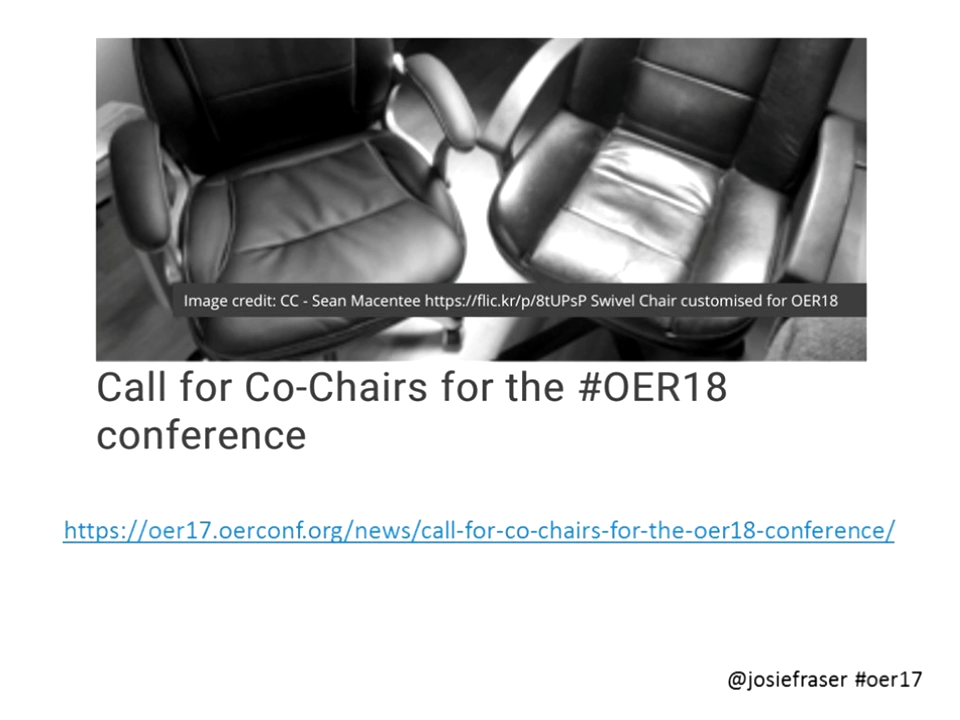 Image credit: CC - Sean Macentee https://flic.kr/p/8tUPsP Swivel Chair customised for OER18
Call for Co-Chairs for the #OER18
conference
https://oer17.oerconf.org/news/call-for-co-chairs-for-the-oer18-conference/
@josiefraser #oer17